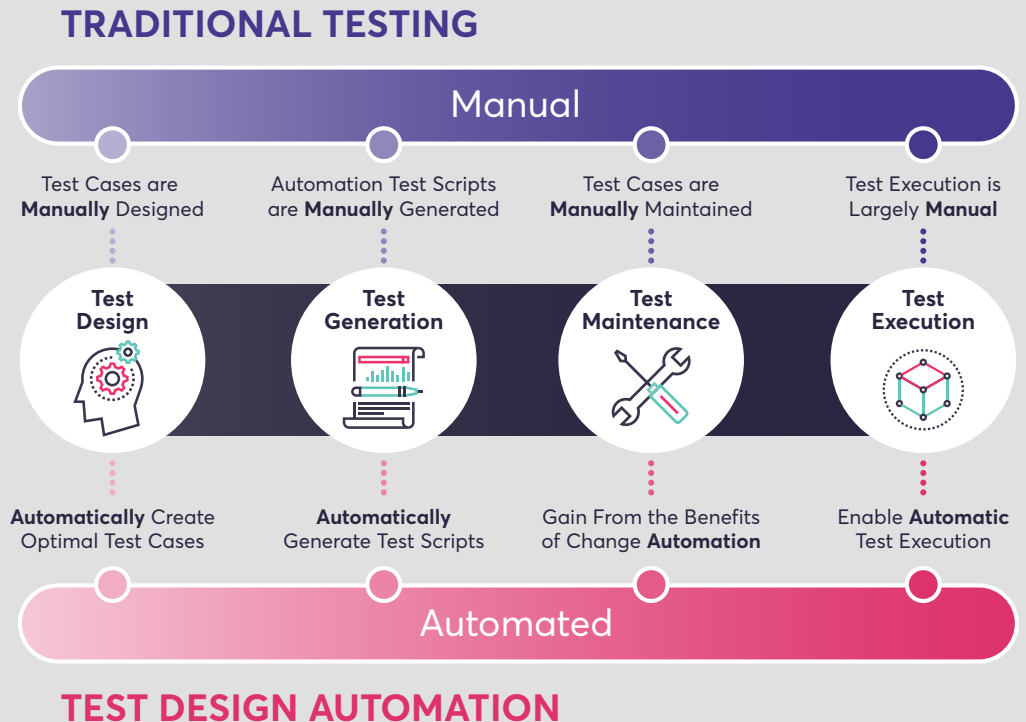 TRADITIONAL TESTING
Manual
Test Cases are
Manually Designed
Automation Test Scripts
are Manually Generated
Test Cases are
Manually Maintained
Test Execution is
Largely Manual
Test
Design
Test
Generation
Test
Maintenance
Test
Execution
Automatically Create
Optimal Test Cases
Automatically
Generate Test Scripts
Gain From the Benefits
of Change Automation
Enable Automatic
Test Execution
Automated
TEST DESIGN AUTOMATION